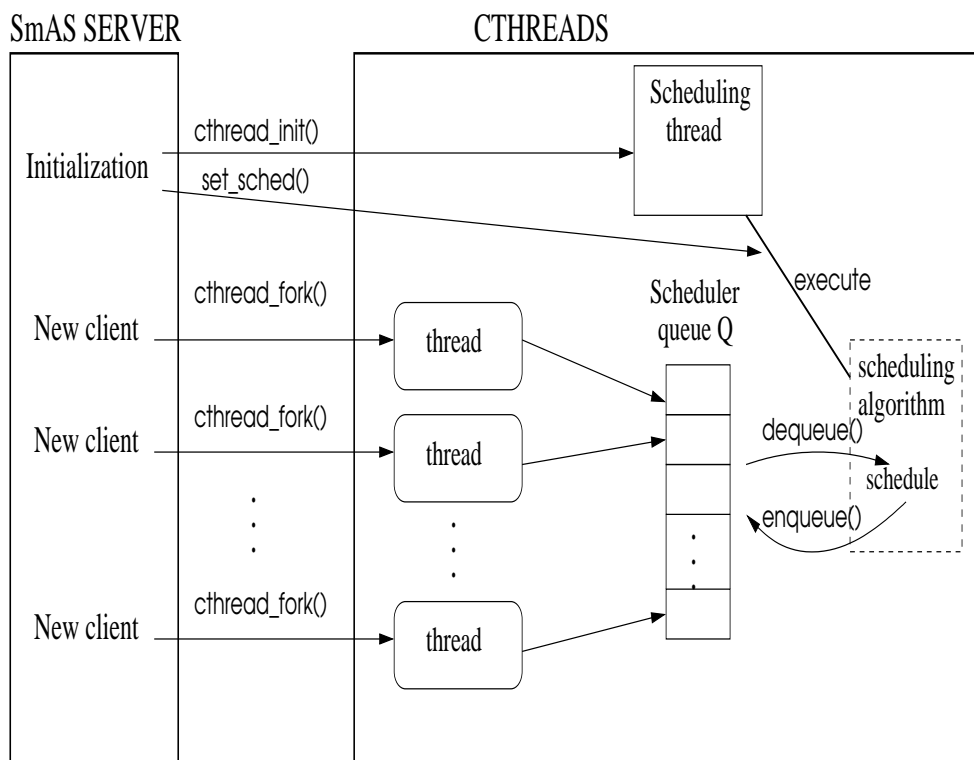 SmAS SERVER
CTHREADS
Scheduling
thread
cthread_init()
Initialization
set_sched()
execute
cthread_fork()
New client
thread
Scheduler
queue Q
scheduling
algorithm
cthread_fork()
New client
thread
dequeue()
schedule
enqueue()
cthread_fork()
New client
thread